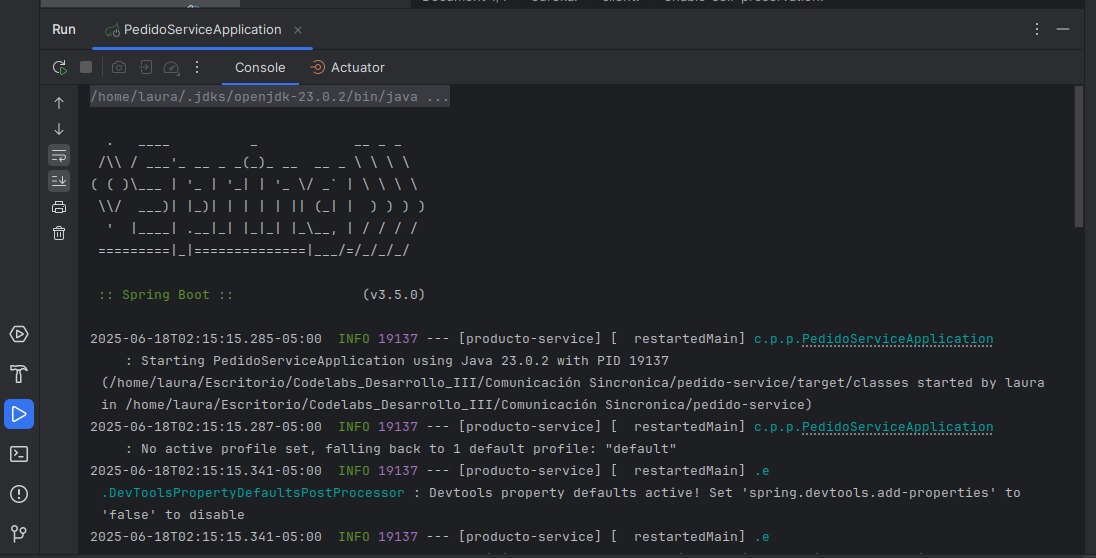 Run PedidoServiceApplication
Console Actuator
/home/laura/.jdks/openjdk-23.0.2/bin/java ...
  .   ____          _            __ _ _
 /\\ / ___'_ __ _ _(_)_ __  __ _ \ \ \ \
( ( )\___ | '_ | '_| | '_ \/ _` | \ \ \ \
 \\/  ___)| |_)| | | | | || (_| |  ) ) ) )
  '  |____| .__|_| |_|_| |_\__, | / / / /
 =========|_|==============|___/=/_/_/_/
 :: Spring Boot ::                (v3.5.0)
2025-06-18T02:15:15.285-05:00  INFO 19137 --- [producto-service] [  restartedMain] c.p.p.PedidoServiceApplication
: Starting PedidoServiceApplication using Java 23.0.2 with PID 19137
(/home/laura/Escritorio/Codelabs_Desarrollo_III/Comunicación Sincronica/pedido-service/target/classes started by laura
in /home/laura/Escritorio/Codelabs_Desarrollo_III/Comunicación Sincronica/pedido-service)
2025-06-18T02:15:15.287-05:00  INFO 19137 --- [producto-service] [  restartedMain] c.p.p.PedidoServiceApplication
: No active profile set, falling back to 1 default profile: "default"
2025-06-18T02:15:15.341-05:00  INFO 19137 --- [producto-service] [  restartedMain] .e
.DevToolsPropertyDefaultsPostProcessor : Devtools property defaults active! Set 'spring.devtools.add-properties' to
'false' to disable
2025-06-18T02:15:15.341-05:00  INFO 19137 --- [producto-service] [  restartedMain] .e